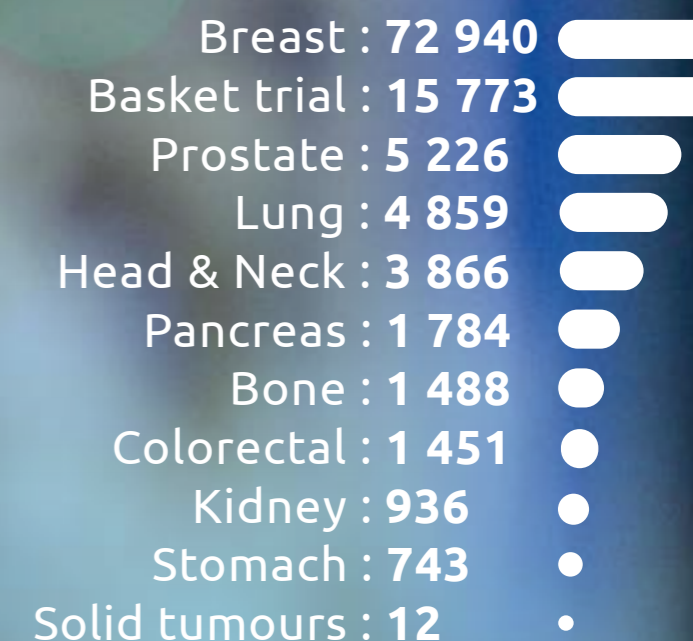 Breast : 72 940
Basket trial : 15 773
Prostate : 5 226
Lung : 4 859
Head & Neck : 3 866
Pancreas : 1 784
Bone : 1 488
Colorectal : 1 451
Kidney : 936
Stomach : 743
Solid tumours : 12